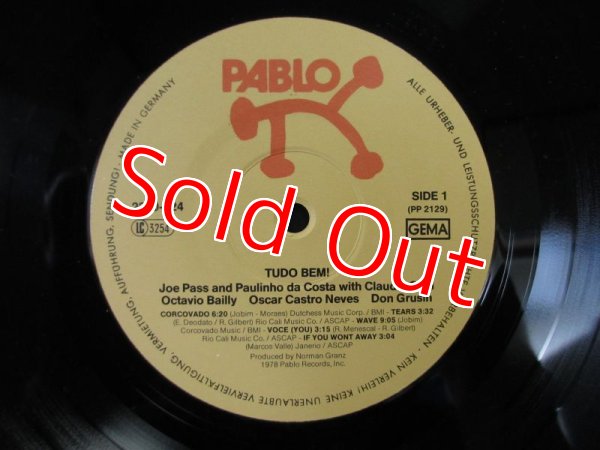 PABLO
MADE IN GERMANY
ALLE URHEBER- UND LEISTUNGSSCHUTZ
SIDE 1
(PP 2129)
LC 3254
GEMA
Sold Out
TUDO BEM!
Joe Pass and Paulinho da Costa with
Octavio Bailly Oscar Castro Neves Don Grusin
CORCOVADO 6:20 (Jobim - Moraes) Dutchess Music Corp. / BMI - TEARS 3:32
(E. Deodato / R. Gilbert) Rio Cali Music Co. / ASCAP - WAVE 9:05 (Jobim)
Corcovado Music / BMI - VOCE (YOU) 3:15 (R. Menescal - R. Gilbert)
Rio Cali Music Co. / ASCAP - IF YOU WONT AWAY 3:04
(Marcos Valle) Janeno / ASCAP
Produced by Norman Granz
1978 Pablo Records, Inc.
VERMIETUNG, AUFFÜHRUNG, SENDUNG!
KEINE UNERLAUBTE VERVIELFÄLTIGUNG,
KEIN VERLEIH!